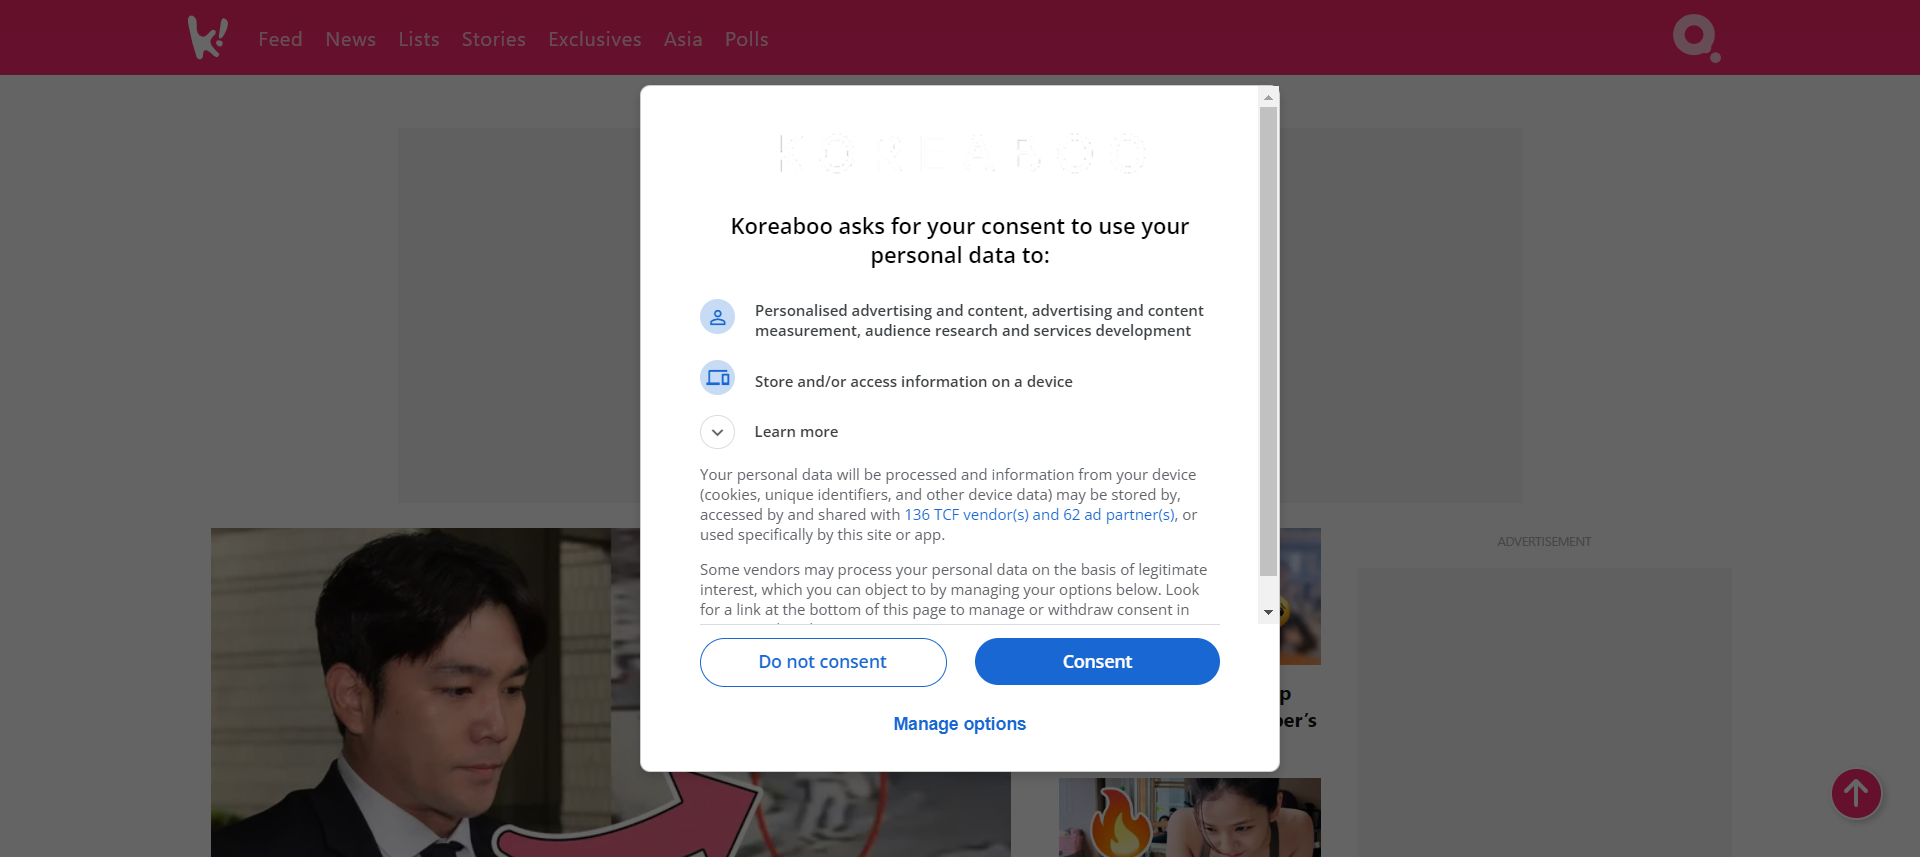 Feed News Lists Stories Exclusives Asia Polls
KOREABOO
Koreaboo asks for your consent to use your
personal data to:
Personalised advertising and content, advertising and content
measurement, audience research and services development
Store and/or access information on a device
Learn more
Your personal data will be processed and information from your device
(cookies, unique identifiers, and other device data) may be stored by,
accessed by and shared with 136 TCF vendor(s) and 62 ad partner(s), or
used specifically by this site or app.
Some vendors may process your personal data on the basis of legitimate
interest, which you can object to by managing your options below. Look
for a link at the bottom of this page to manage or withdraw consent in
Do not consent
Consent
Manage options
ADVERTISEMENT